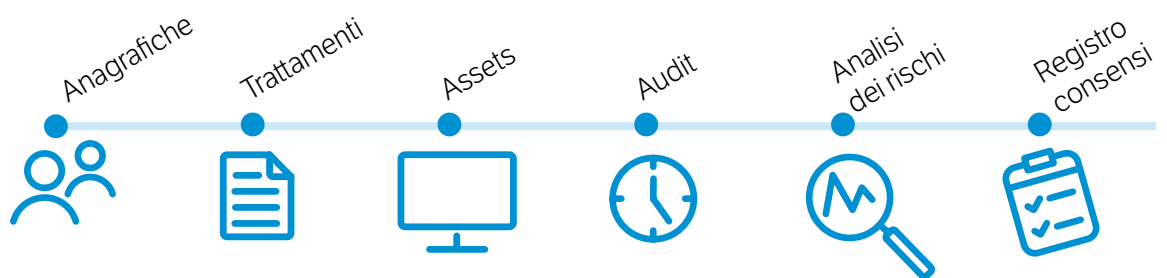 Anagrafiche
Trattamenti
Assets
Audit
Analisi
dei rischi
Registro
consensi